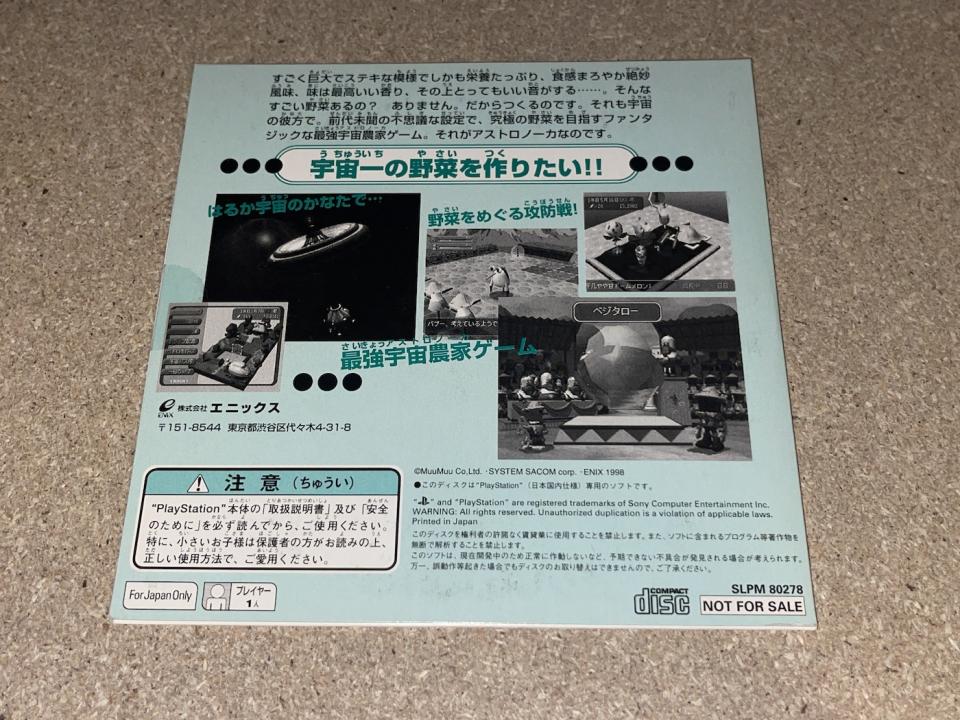 すごく巨大でステキな模様でしかも栄養たっぷり、食感まろやか絶妙
風味、味は最高いい香り、その上とってもいい音がする……。そんな
すごい野菜あるの？ ありません。だからつくるのです。それも宇宙
の彼方で。前代未聞の不思議な設定で、究極の野菜を目指すファンタ
ジックな最強宇宙農家ゲーム。それがアストロノーカなのです。
宇宙一の野菜を作りたい!!
はるか宇宙のかなたで…
野菜をめぐる攻防戦!
バブー、考えているようで
ベジタロー
最強宇宙農家ゲーム
ENIX 株式会社 エニックス
〒151-8544 東京都渋谷区代々木4-31-8
注意（ちゅうい）
"PlayStation"本体の「取扱説明書」及び「安全
のために」を必ず読んでから、ご使用ください。
特に、小さいお子様は保護者の方がお読みの上、
正しい使用方法で、ご愛用ください。
For Japan Only
プレイヤー
1人
©MuuMuu Co,Ltd. ・SYSTEM SACOM corp. ・ENIX 1998
●このディスクは"PlayStation"（日本国内仕様）専用のソフトです。
" " and "PlayStation" are registered trademarks of Sony Computer Entertainment Inc.
WARNING: All rights reserved. Unauthorized duplication is a violation of applicable laws.
Printed in Japan
このディスクを権利者の許諾なく賃貸業に使用することを禁止します。また、ソフトに含まれるプログラム等著作物を
無断で解析することを禁止します。
このソフトは、現在開発中のため正常に作動しないなど、予期できない不具合が発見される場合が考えられます。
万一、誤動作等起きた場合でもディスクのお取り替えはできませんので、ご了承ください。
COMPACT disc
SLPM 80278
NOT FOR SALE